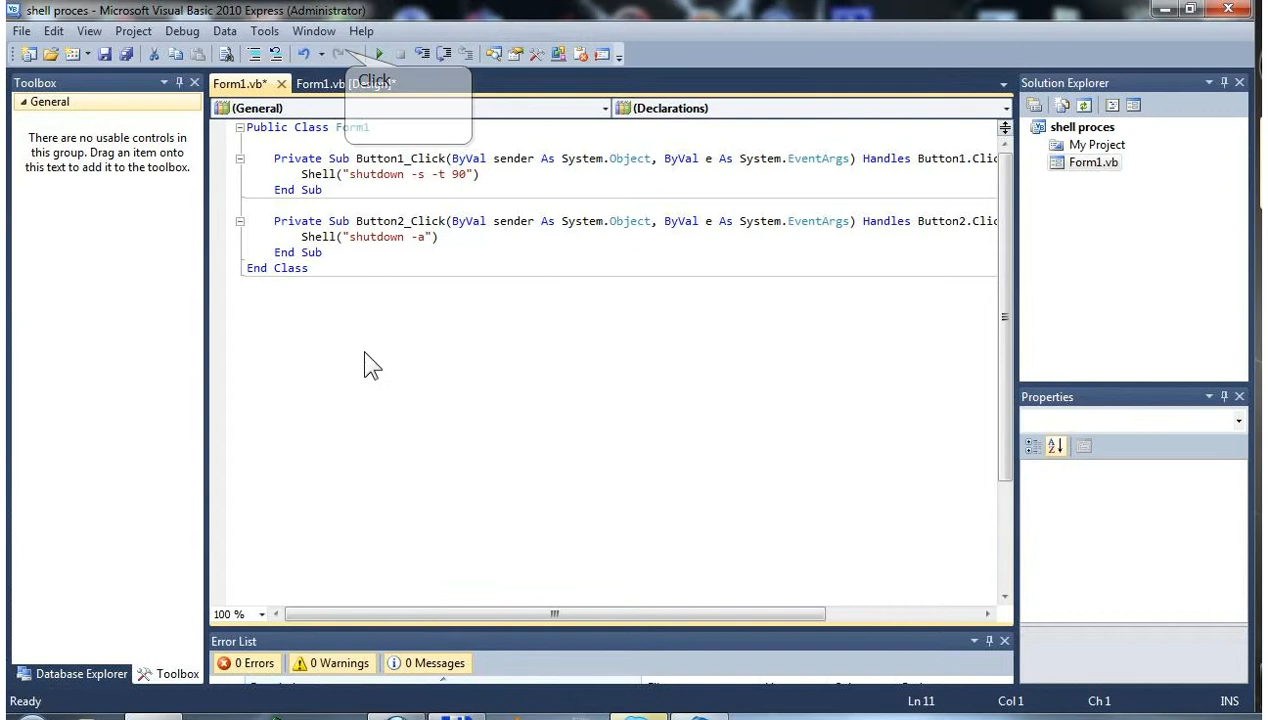 shell proces - Microsoft Visual Basic 2010 Express (Administrator)
File Edit View Project Debug Data Tools Window Help
Click
Toolbox
General
There are no usable controls in
this group. Drag an item onto
this text to add it to the toolbox.
Database Explorer Toolbox
Form1.vb* Form1.vb [Design]*
(General) (Declarations)
Public Class Form1
Private Sub Button1_Click(ByVal sender As System.Object, ByVal e As System.EventArgs) Handles Button1.Clic
Shell("shutdown -s -t 90")
End Sub
Private Sub Button2_Click(ByVal sender As System.Object, ByVal e As System.EventArgs) Handles Button2.Clic
Shell("shutdown -a")
End Sub
End Class
100 %
Error List
0 Errors 0 Warnings 0 Messages
Solution Explorer
shell proces
My Project
Form1.vb
Properties
Ready Ln 11 Col 1 Ch 1 INS